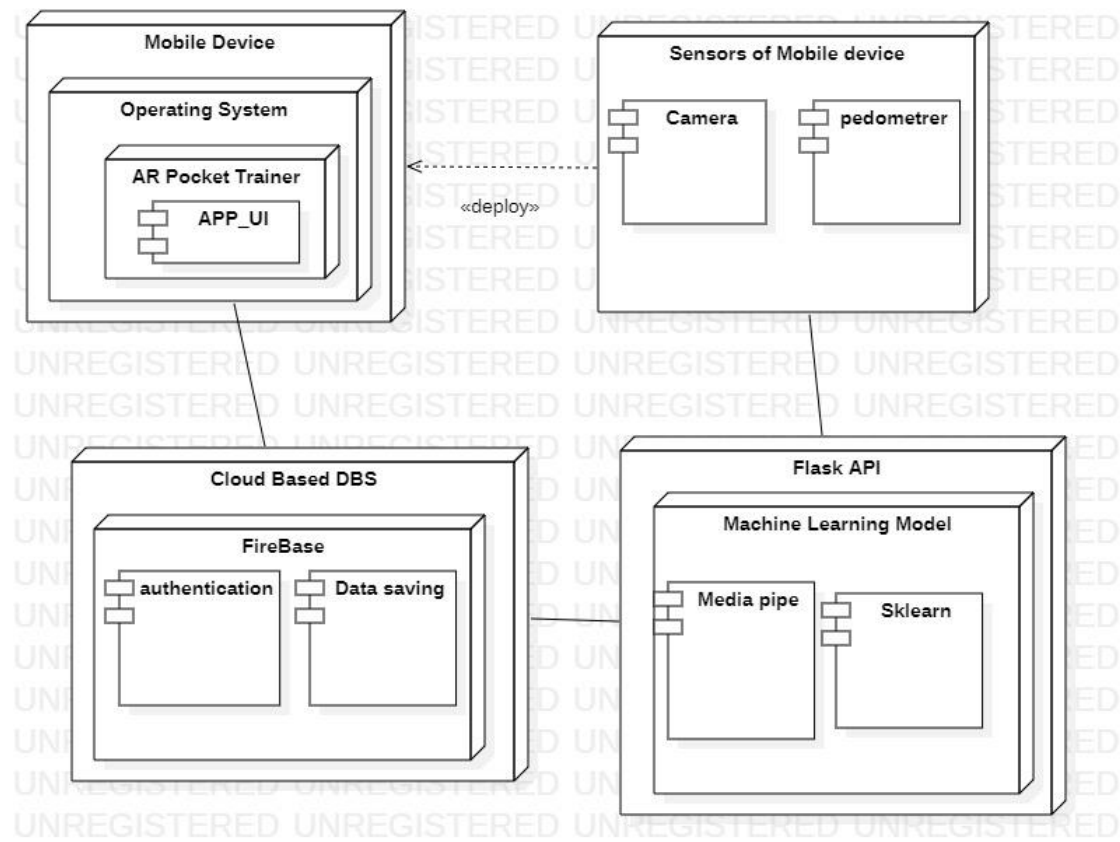 Mobile Device
Operating System
AR Pocket Trainer
APP_UI
«deploy»
Sensors of Mobile device
Camera
pedometrer
Cloud Based DBS
FireBase
authentication
Data saving
Flask API
Machine Learning Model
Media pipe
Sklearn
UNREGISTERED